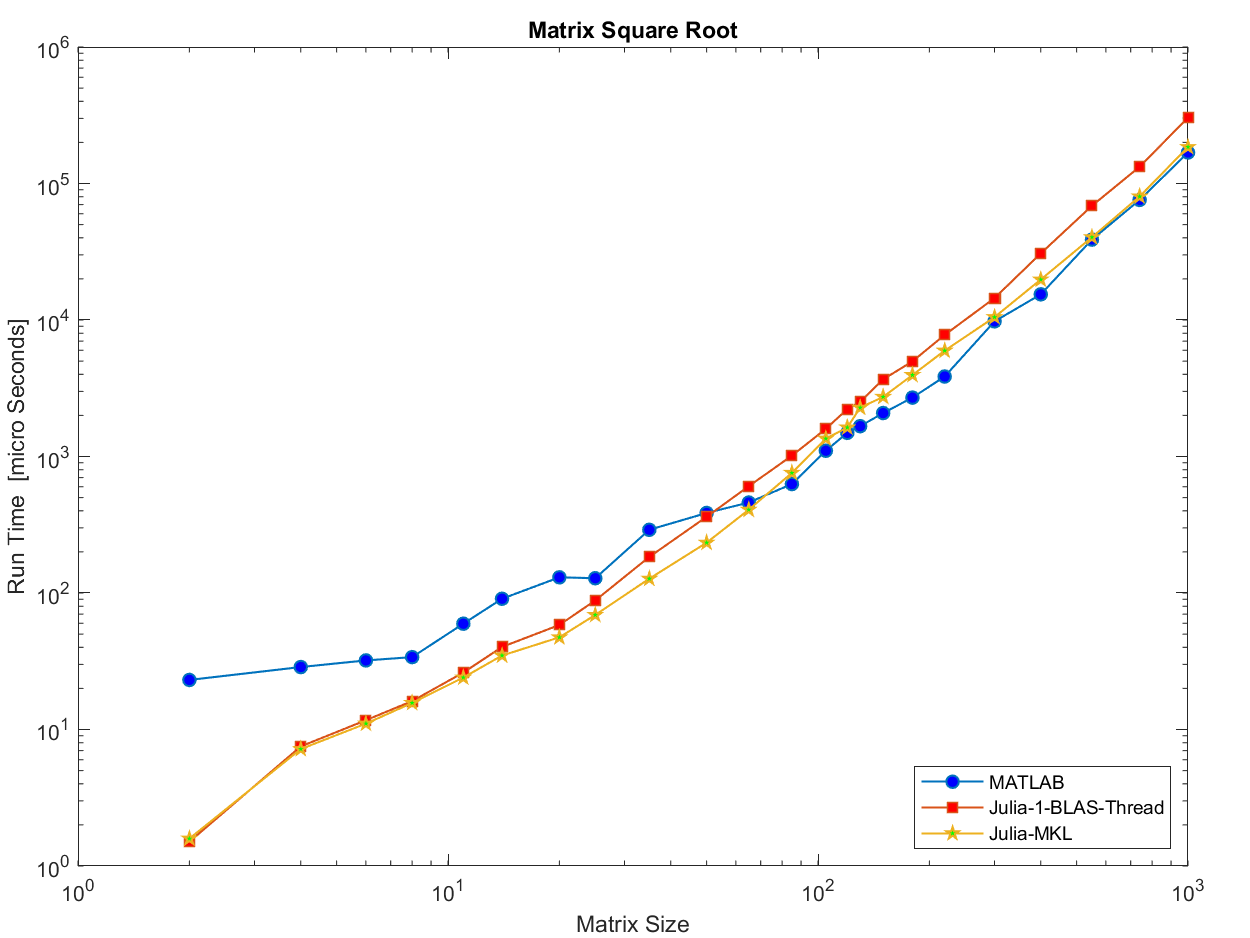 Matrix Square Root
10^6
10^5
10^4
10^3
10^2
10^1
10^0
Run Time [micro Seconds]
10^0 10^1 10^2 10^3
Matrix Size
MATLAB
Julia-1-BLAS-Thread
Julia-MKL